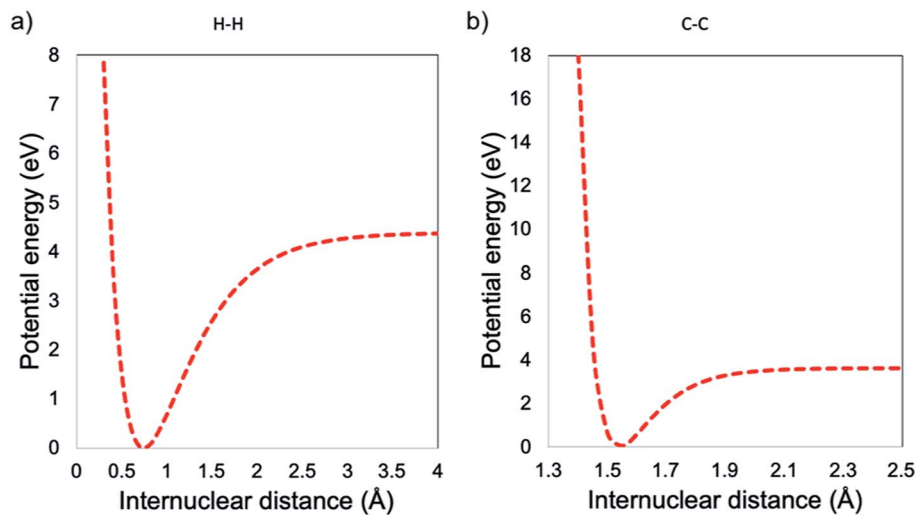 a)
H-H
8
7
6
5
4
3
2
1
0
Potential energy (eV)
0 0.5 1 1.5 2 2.5 3 3.5 4
Internuclear distance (Å)
b)
C-C
18
16
14
12
10
8
6
4
2
0
Potential energy (eV)
1.3 1.5 1.7 1.9 2.1 2.3 2.5
Internuclear distance (Å)